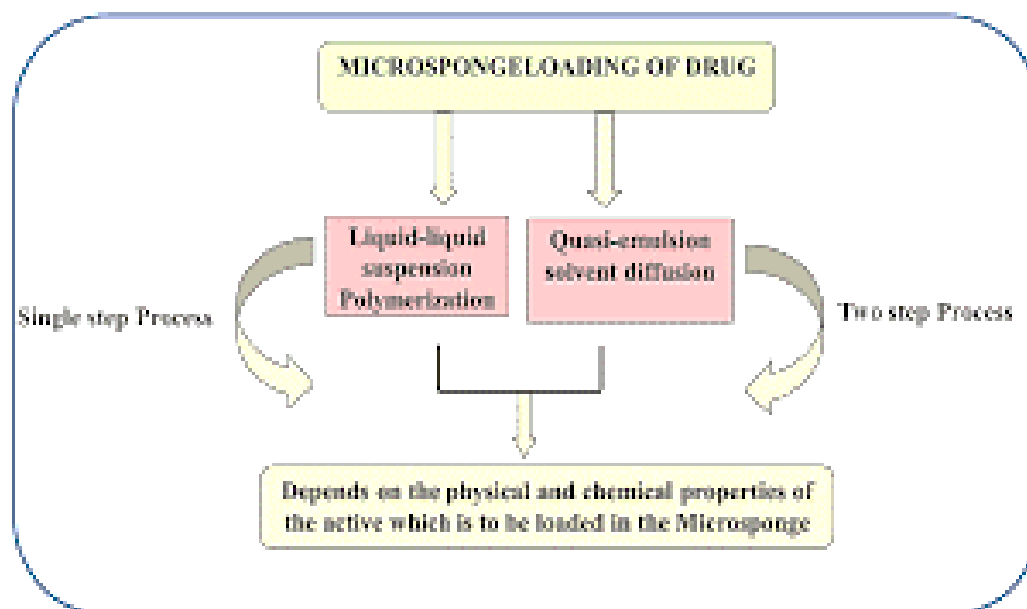 MICROSPONGELOADING OF DRUG
Liquid-liquid
suspension
Polymerization
Quasi-emulsion
solvent diffusion
Single step Process
Two step Process
Depends on the physical and chemical properties of
the active which is to be loaded in the Microsponge